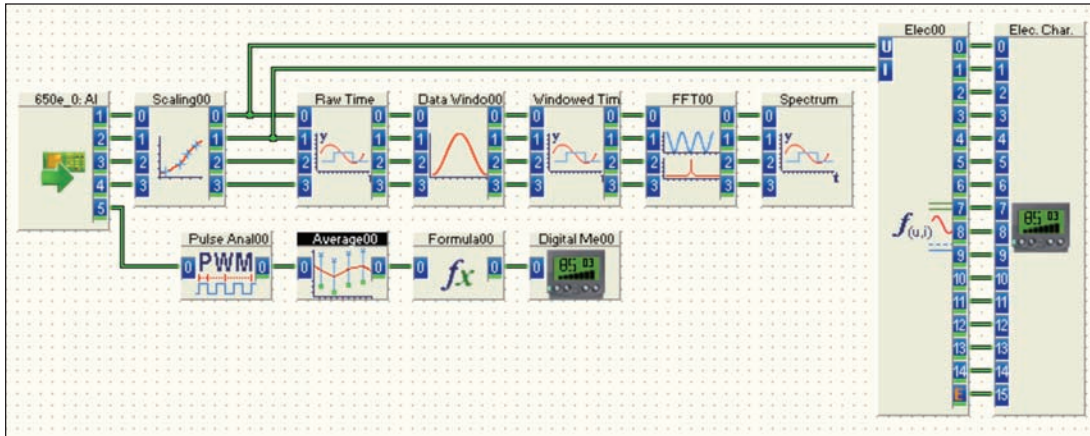 Elec00 Elec. Char.
U 0 0
I 1 1
2 2
3 3
4 4
5 5
6 6
7 7
f(u,i) 8 8
9 9
10 10
11 11
12 12
13 13
14 14
E 15
85 03
650e_0: AI Scaling00 Raw Time Data Windo00 Windowed Tim FFT00 Spectrum
1 0 0 0 0 0 0 0 0 0 0 0
2 1 1 1 y 1 1 1 1 y 1 1 1 1 y
3 2 2 2 2 2 2 2 2 2 2 2
4 3 3 3 3 3 3 3 3 3 3 3 t
5
Pulse Anal00 Average00 Formula00 Digital Me00
0 PWM 0 0 0 0 fx 0 0 85 03